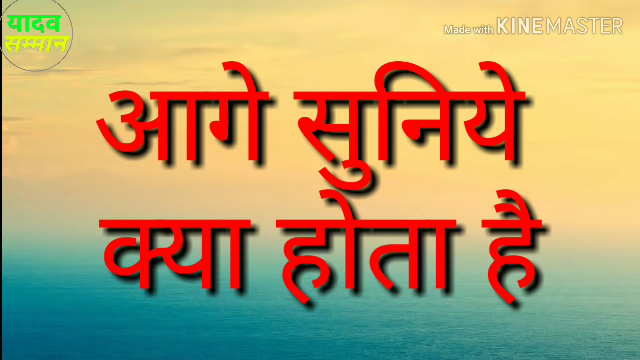 यादव
सम्मान
Made with KINEMASTER
आगे सुनिये
क्या होता है